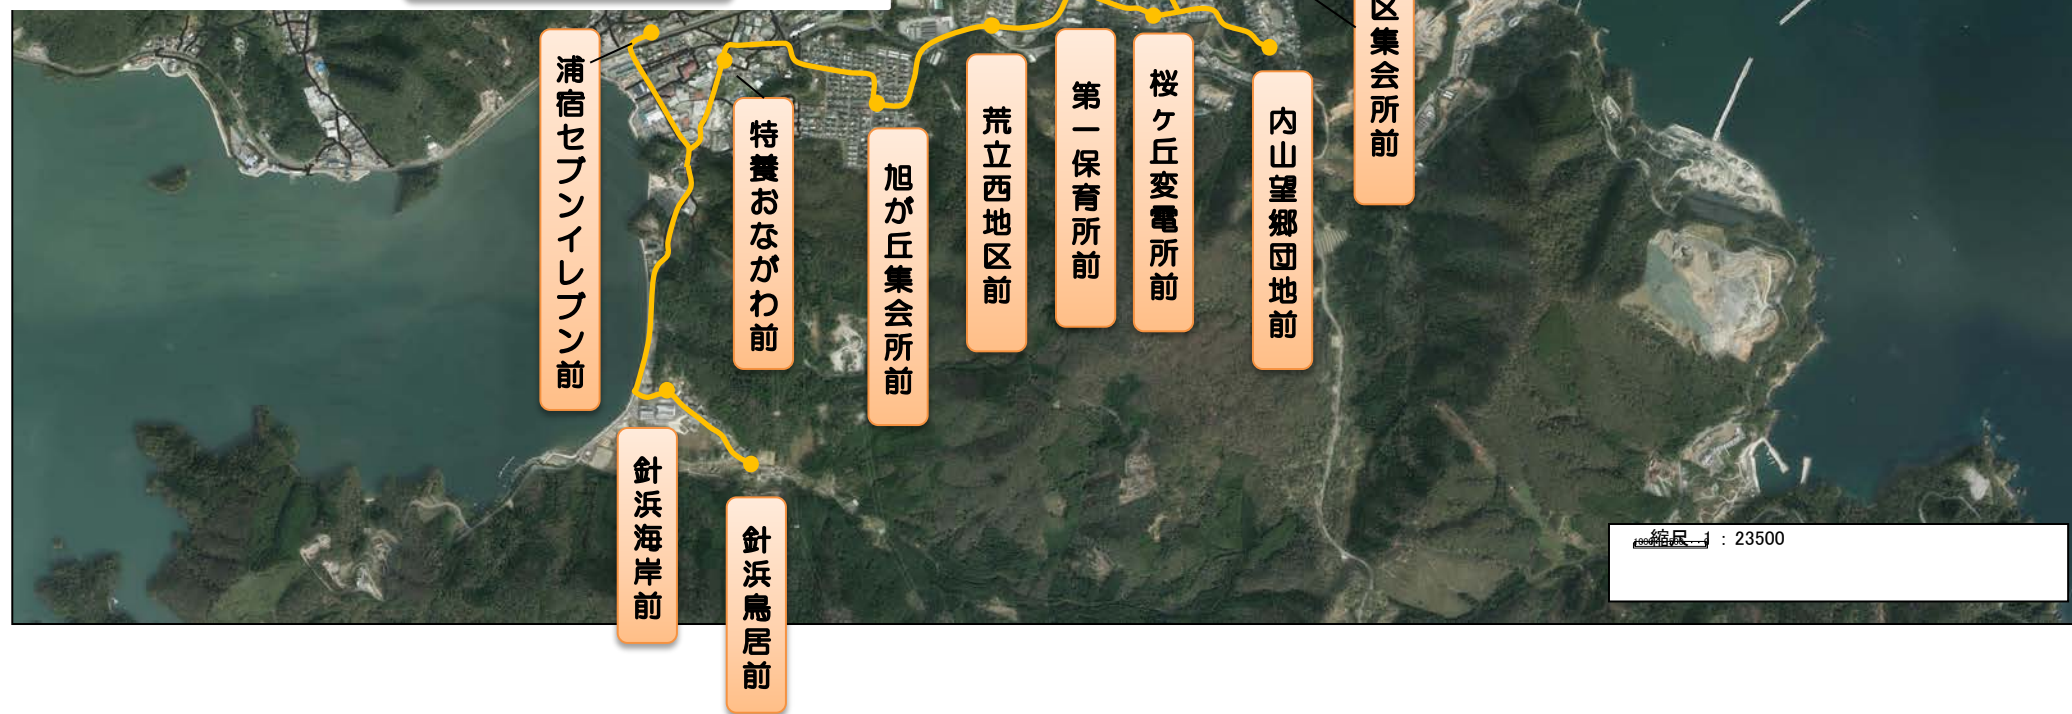 浦宿セブンイレブン前
特養おながわ前
旭が丘集会所前
荒立西地区前
第一保育所前
桜ケ丘変電所前
内山望郷団地前
区集会所前
針浜海岸前
針浜鳥居前
縮尺 1 : 23500